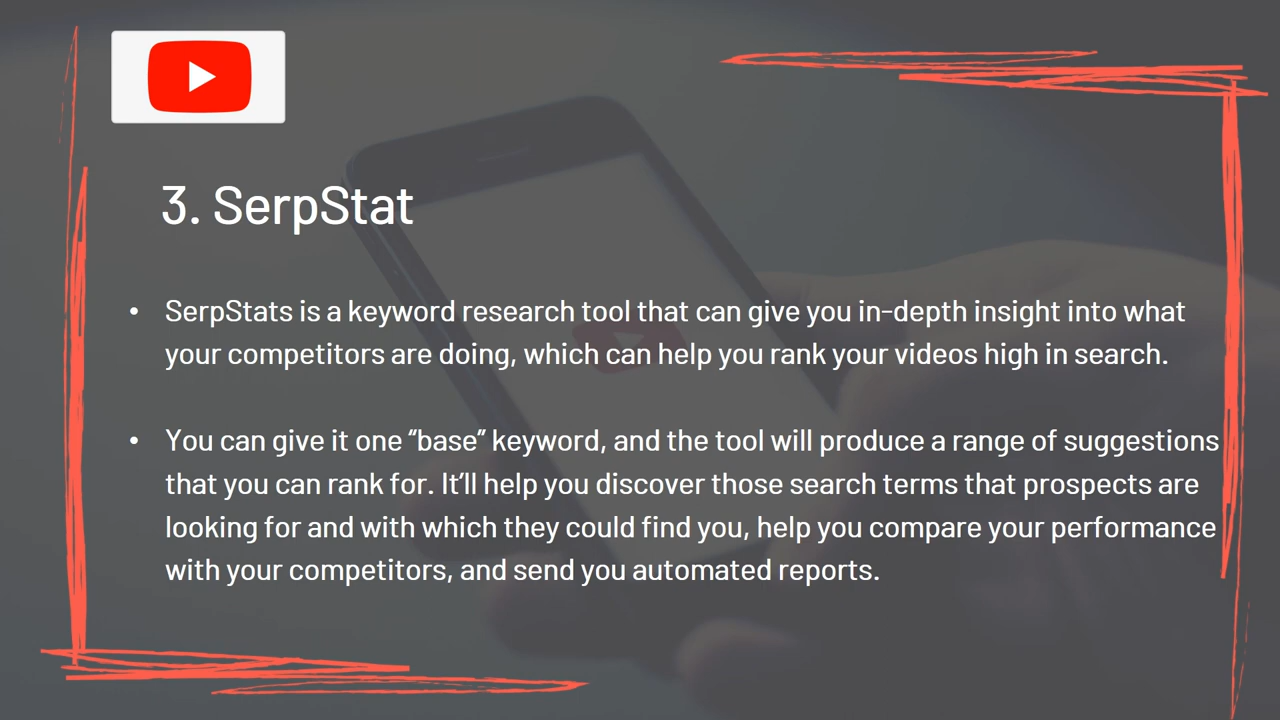 3. SerpStat
• SerpStats is a keyword research tool that can give you in-depth insight into what
your competitors are doing, which can help you rank your videos high in search.
• You can give it one “base” keyword, and the tool will produce a range of suggestions
that you can rank for. It’ll help you discover those search terms that prospects are
looking for and with which they could find you, help you compare your performance
with your competitors, and send you automated reports.